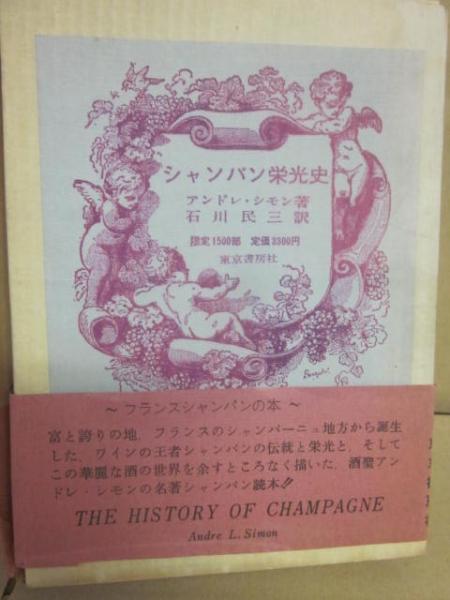 シャンパン栄光史
アンドレ・シモン著
石川民三訳
限定1500部 定価3300円
東京書房社
~フランスシャンパンの本~
富と誇りの地、フランスのシャンパーニュ地方から誕生
した、ワインの王者シャンパンの伝統と栄光と、そして
この華麗な酒の世界を余すところなく描いた、酒聖アン
ドレ・シモンの名著シャンパン読本!!
THE HISTORY OF CHAMPAGNE
Andre L. Simon